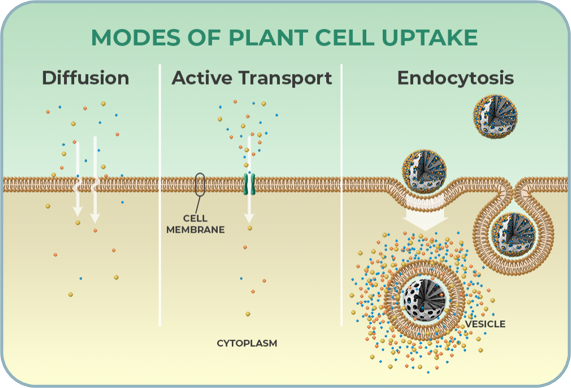 MODES OF PLANT CELL UPTAKE
Diffusion
Active Transport
Endocytosis
CELL
MEMBRANE
VESICLE
CYTOPLASM